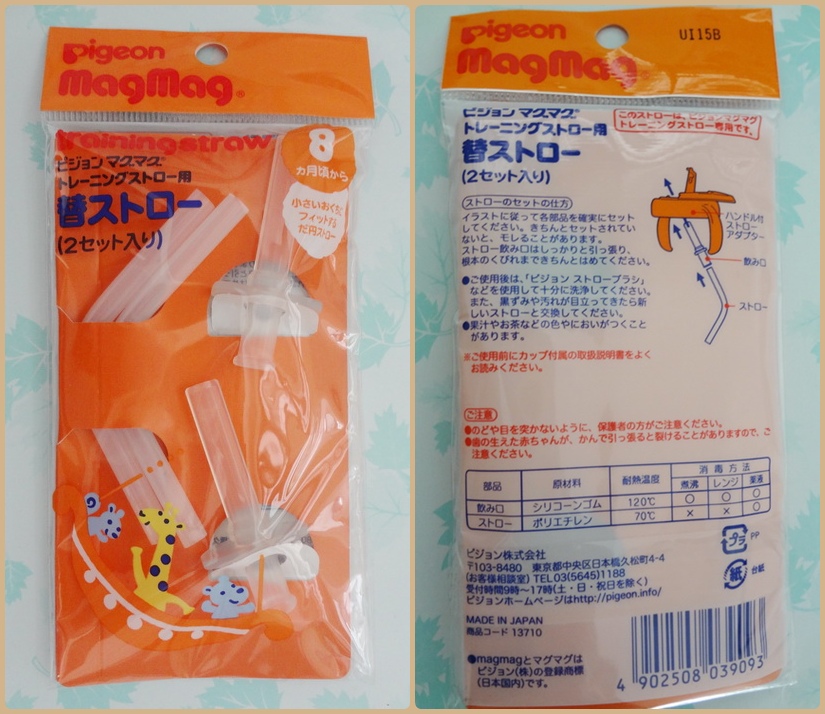 pigeon
MagMag®
trainingstraw
ピジョン マグマグ®
トレーニングストロー用
替ストロー
(2セット入り)
8
カ月頃から
小さいおくちに
フィットする
だ円ストロー
pigeon
MagMag
UI15B
ピジョン マグマグ®
トレーニングストロー用
替ストロー
(2セット入り)
このストローは、ピジョンマグマグ
トレーニングストロー専用です。
ストローのセットの仕方
イラストに従って各部品を確実にセット
してください。きちんとセットされてい
ないと、モレることがあります。
ストロー飲み口はしっかりと引っ張り、
根本のくびれまできちんとはめてください。
ハンドル付
ストロー
アダプター
飲み口
ストロー
●ご使用後は、「ピジョン ストローブラシ」
などを使用して十分に洗浄してください。
また、黒ずみや汚れが目立ってきたら新
しいストローと交換してください。
●果汁やお茶などの色やにおいがつくこと
があります。
※ご使用前にカップ付属の取扱説明書をよく
お読みください。
ご注意
●のどや目を突かないように、保護者の方がご注意ください。
●歯の生えた赤ちゃんが、かんで引っ張ると裂けることがありますので、ご
注意ください。
部品 原材料 耐熱温度 消毒方法
煮沸 レンジ 薬液
飲み口 シリコーンゴム 120℃ ○ ○ ○
ストロー ポリエチレン 70℃ × × ○
プラ PP
紙 台紙
ピジョン株式会社
〒103-8480 東京都中央区日本橋久松町4-4
(お客様相談室) TEL03(5645)1188
受付時間9時〜17時(土・日・祝日を除く)
ピジョンホームページはhttp://pigeon.info/
MADE IN JAPAN
商品コード 13710
●magmagとマグマグは
ピジョン(株)の登録商標
(日本国内)です。
4 902508 039093